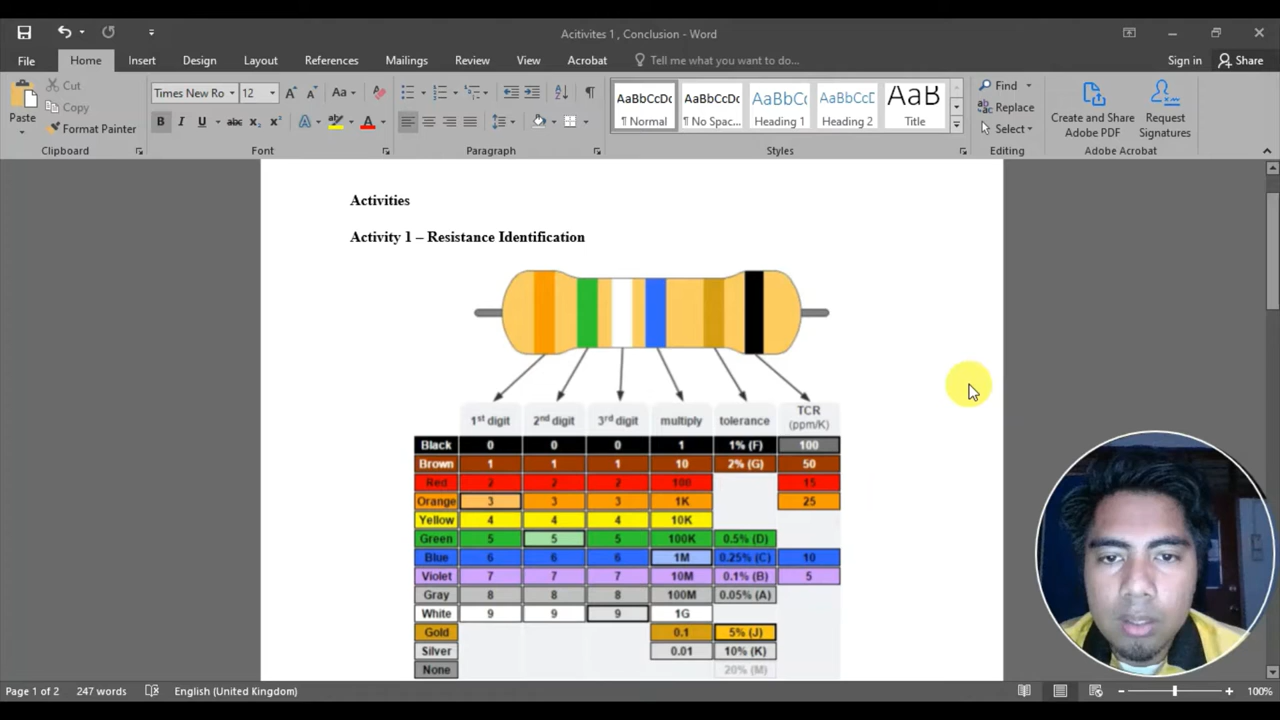 Acitivites 1 , Conclusion - Word
File Home Insert Design Layout References Mailings Review View Acrobat Tell me what you want to do... Sign in Share
Paste
Cut
Copy
Format Painter
Clipboard
Times New Ro 12
Font
Paragraph
AaBbCcDc AaBbCcDc AaBbCc AaBbCcE AaB
¶ Normal ¶ No Spac... Heading 1 Heading 2 Title
Styles
Find
Replace
Select
Editing
Create and Share Adobe PDF
Request Signatures
Adobe Acrobat
Activities
Activity 1 – Resistance Identification
1st digit 2nd digit 3rd digit multiply tolerance TCR (ppm/K)
Black 0 0 0 1 1% (F) 100
Brown 1 1 1 10 2% (G) 50
Red 2 2 2 100 15
Orange 3 3 3 1K 25
Yellow 4 4 4 10K
Green 5 5 5 100K 0.5% (D)
Blue 6 6 6 1M 0.25% (C) 10
Violet 7 7 7 10M 0.1% (B) 5
Gray 8 8 8 100M 0.05% (A)
White 9 9 9 1G
Gold 0.1 5% (J)
Silver 0.01 10% (K)
None 20% (M)
Page 1 of 2 247 words English (United Kingdom) 100%